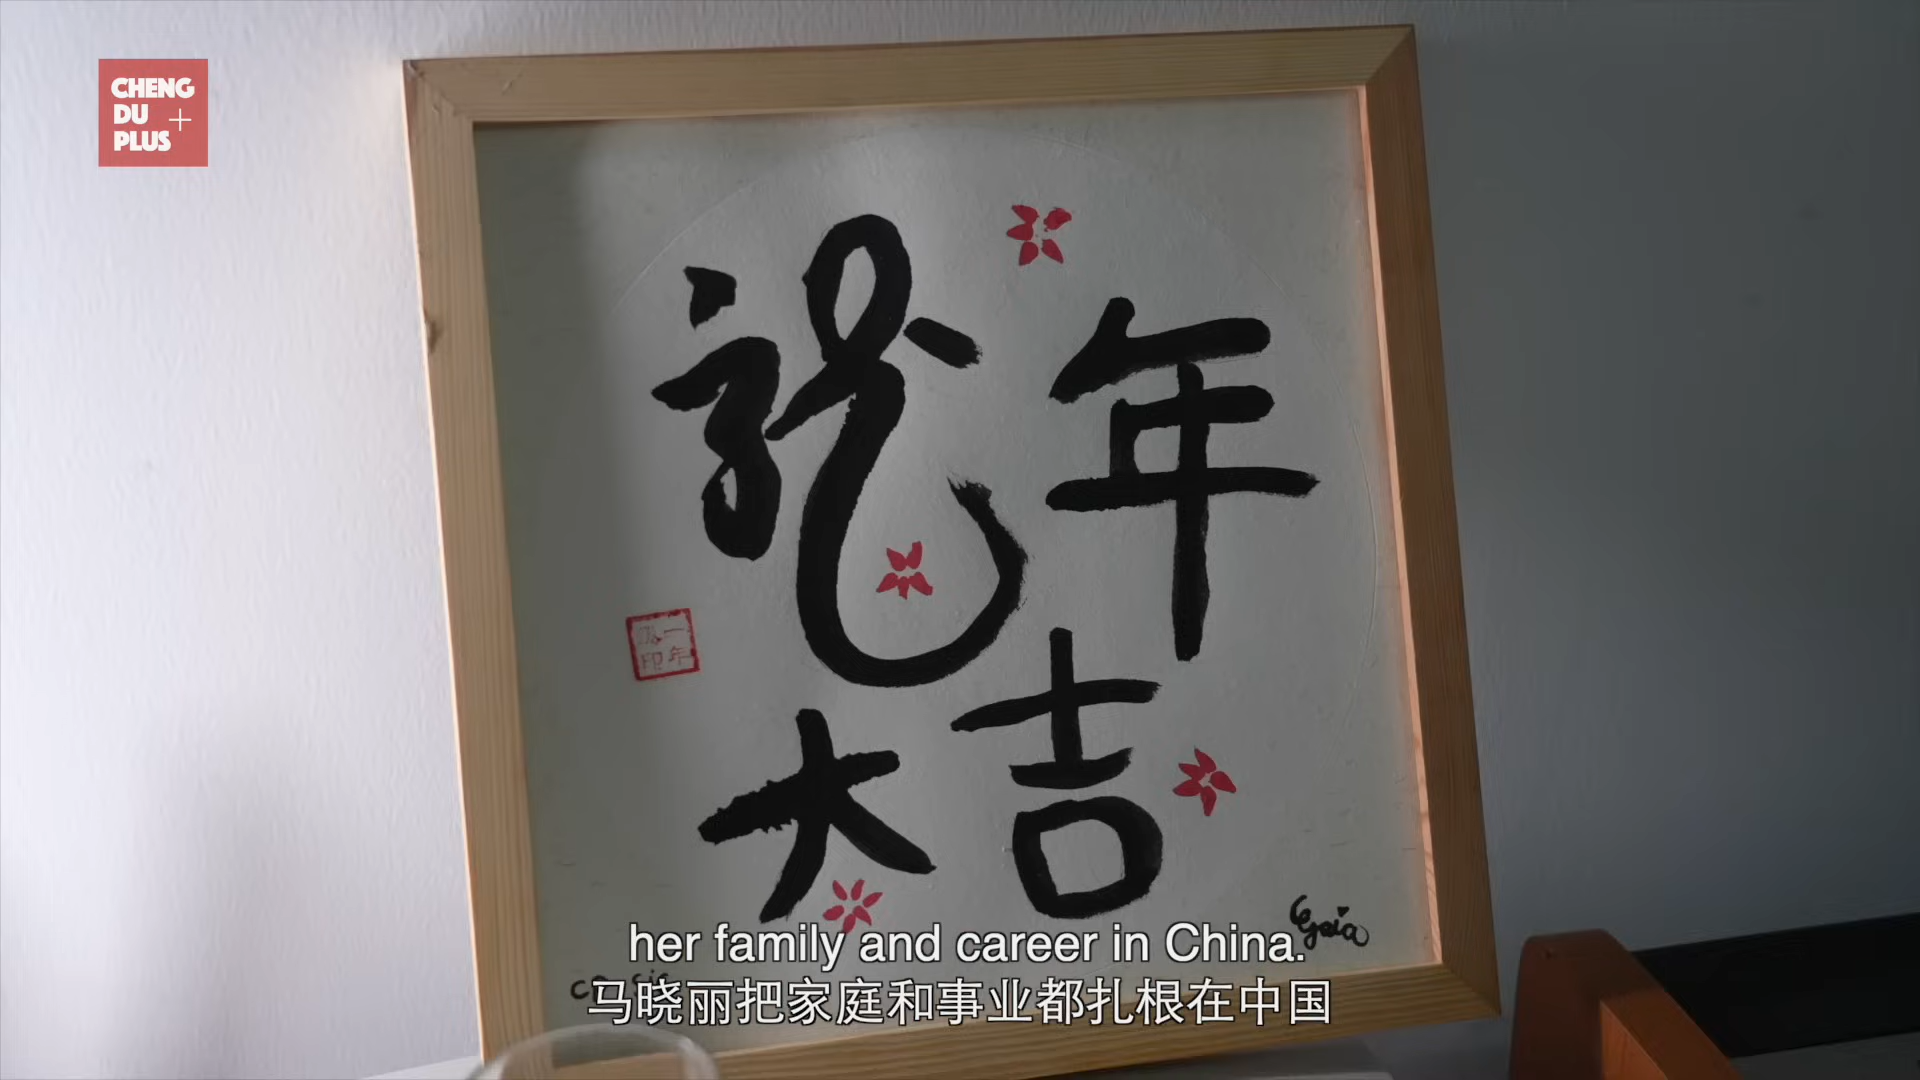 CHENG
DU
PLUS+
龍年
大吉
Gaia
her family and career in China.
马晓丽把家庭和事业都扎根在中国